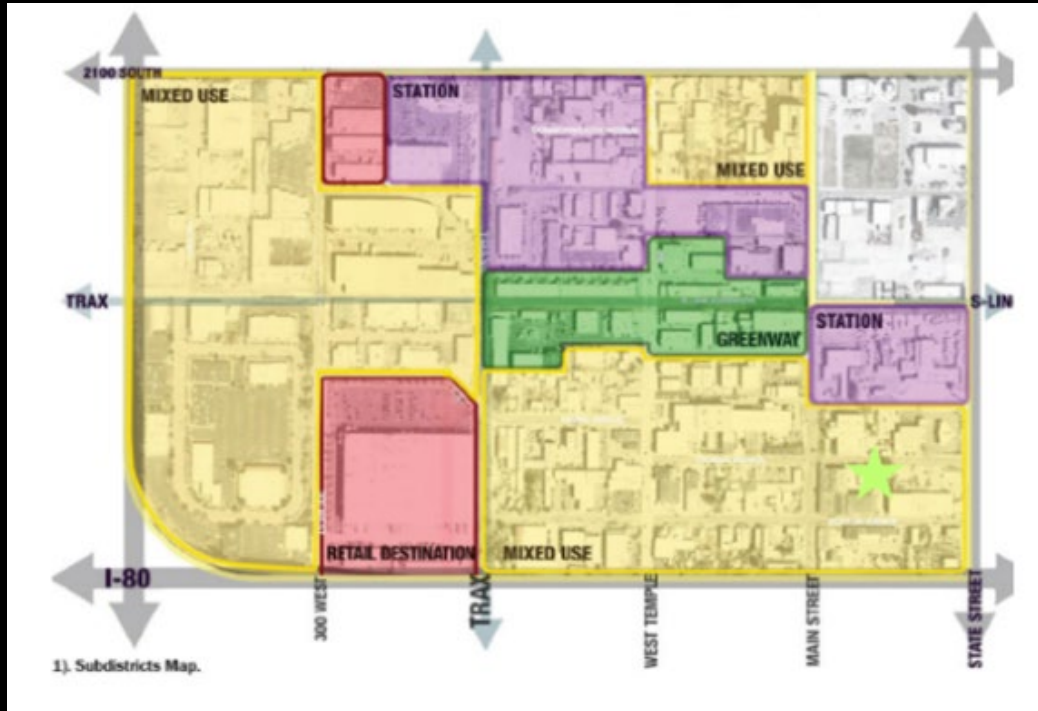 2100 SOUTH
MIXED USE
STATION
MIXED USE
TRAX
S-LIN
STATION
GREENWAY
RETAIL DESTINATION
MIXED USE
I-80
300 WEST
TRAX
WEST TEMPLE
MAIN STREET
STATE STREET
1). Subdistricts Map.